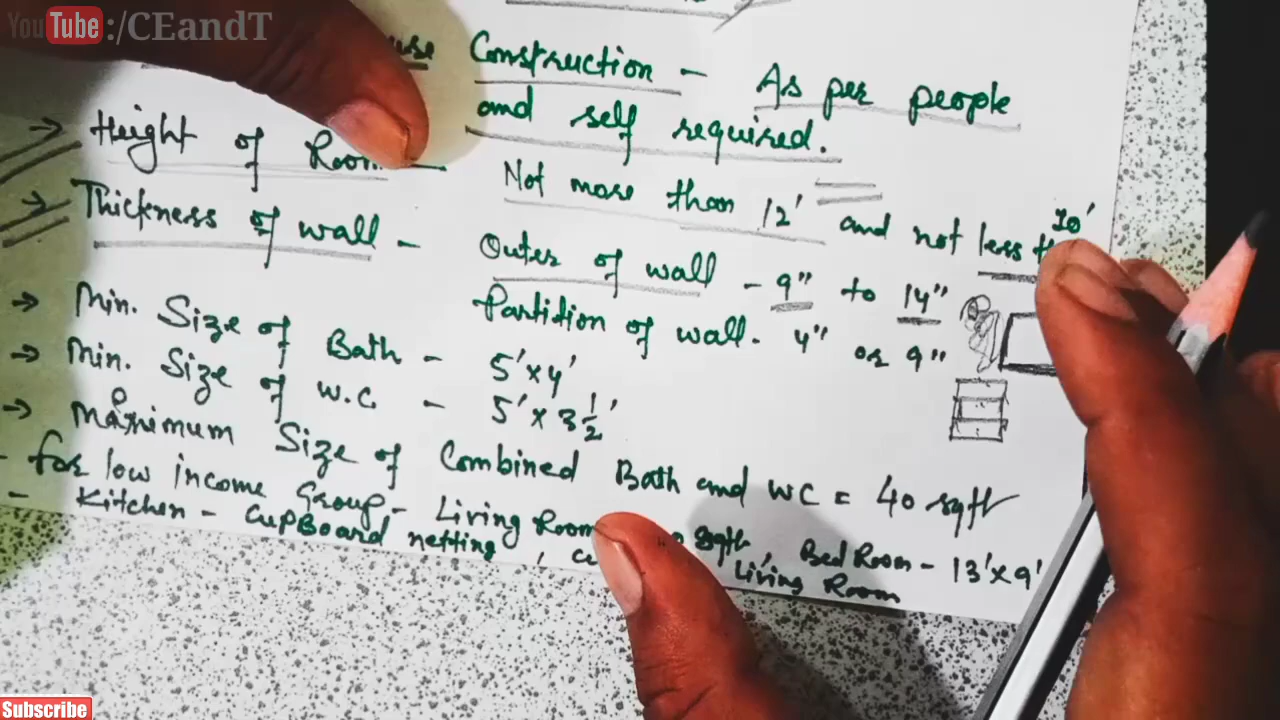 YouTube:/CEandT
Construction - As per people
and self required.
→ Height of Room - Not more than 12' and not less 10'
→ Thickness of wall - Outer of wall - 9" to 14"
Partition of wall. 4" or 9"
→ Min. Size of Bath - 5'x4'
→ Min. Size of W.C - 5'x3 1/2'
→ Size of Combined Bath and WC = 40 sqft
- for low income Group - Living Room sqft, Bed Room - 13'x9'
- Kitchen - CupBoard netting, Living Room
Subscribe